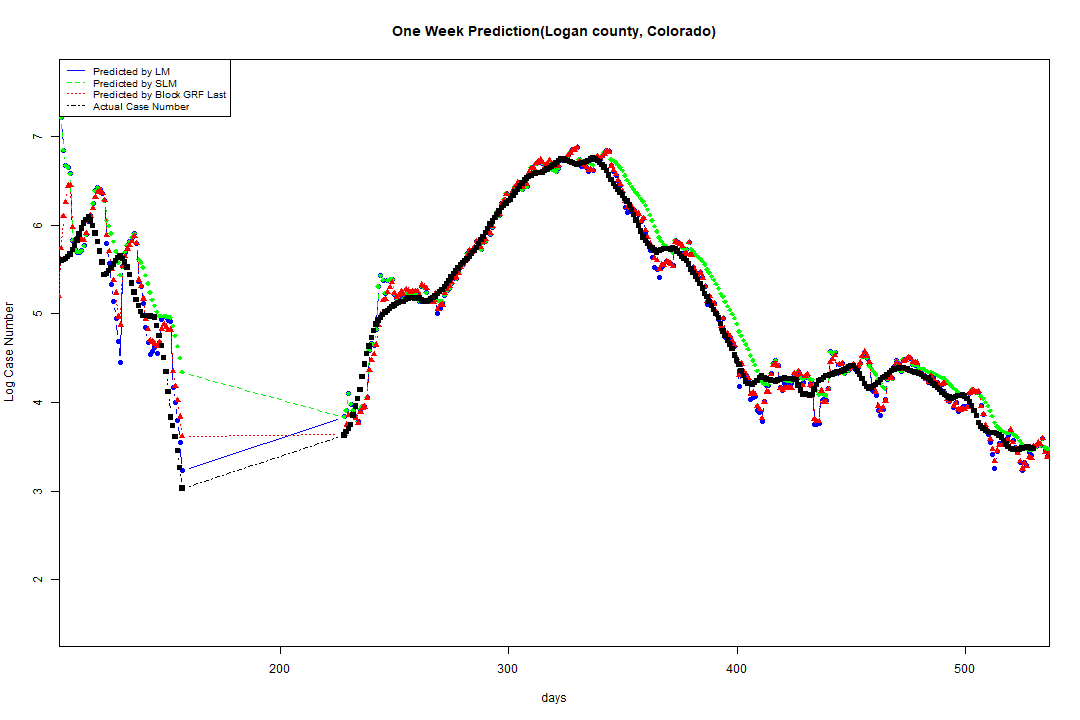 One Week Prediction(Logan county, Colorado)
Predicted by LM
Predicted by SLM
Predicted by Block GRF Last
Actual Case Number
7
6
5
4
3
2
Log Case Number
200 300 400 500
days